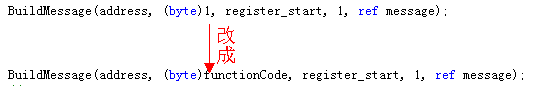 BuildMessage(address, (byte)1, register_start, 1, ref message);
改
成
BuildMessage(address, (byte)functionCode, register_start, 1, ref message);